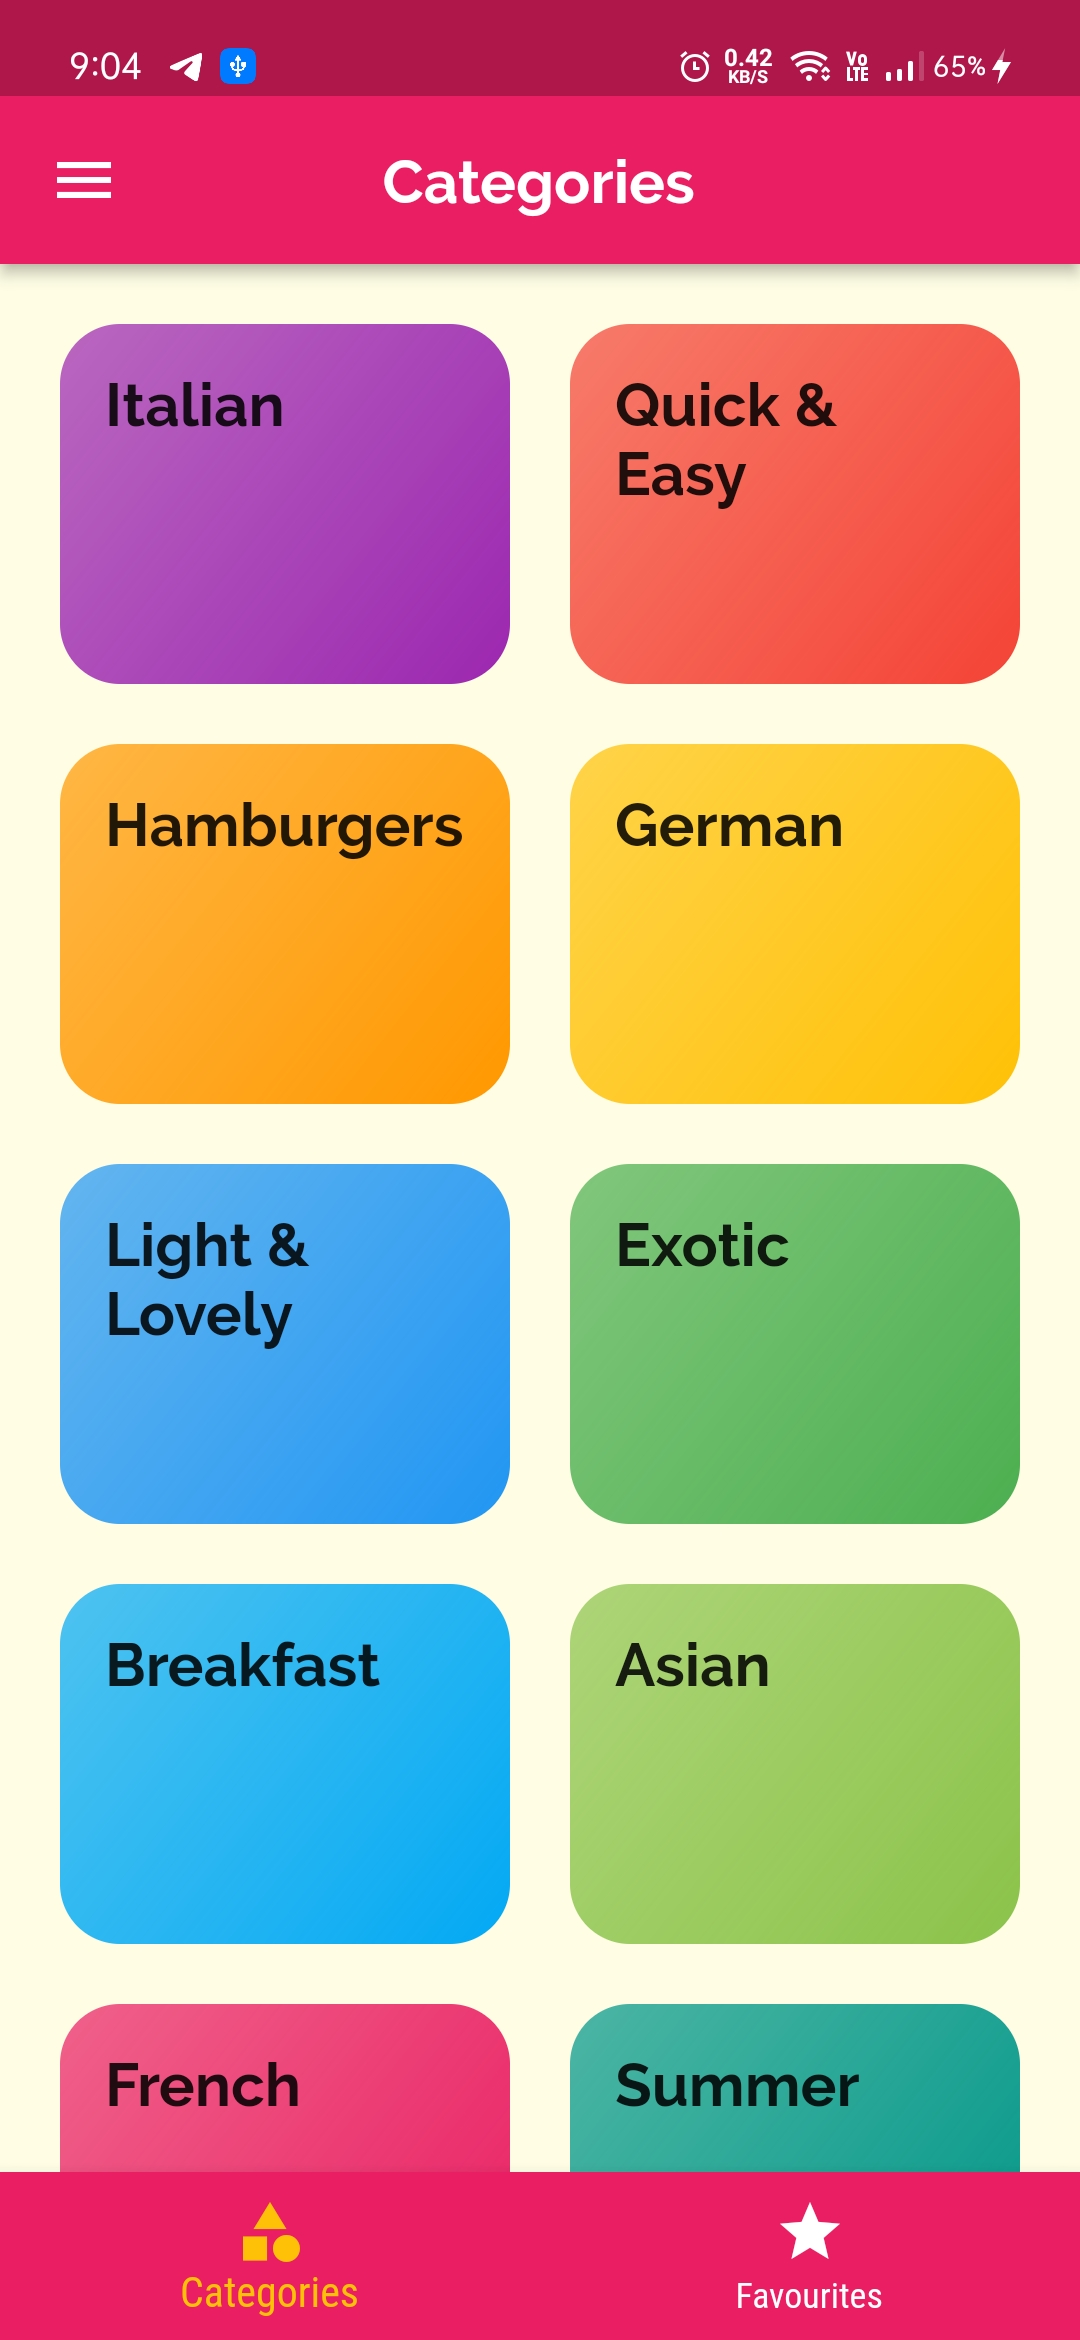 9:04
0.42
KB/S
Vo
LTE
65%
Categories
Italian
Quick &
Easy
Hamburgers
German
Light &
Lovely
Exotic
Breakfast
Asian
French
Summer
Categories
Favourites